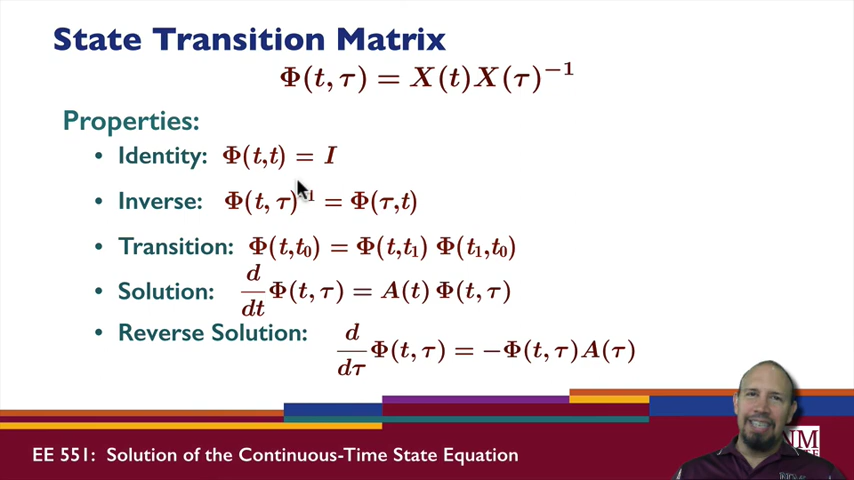 State Transition Matrix
Φ(t, τ) = X(t)X(τ)⁻¹
Properties:
• Identity: Φ(t,t) = I
• Inverse: Φ(t, τ)⁻¹ = Φ(τ,t)
• Transition: Φ(t,t₀) = Φ(t,t₁) Φ(t₁,t₀)
• Solution: d/dt Φ(t, τ) = A(t) Φ(t, τ)
• Reverse Solution: d/dτ Φ(t, τ) = −Φ(t, τ)A(τ)
EE 551: Solution of the Continuous-Time State Equation